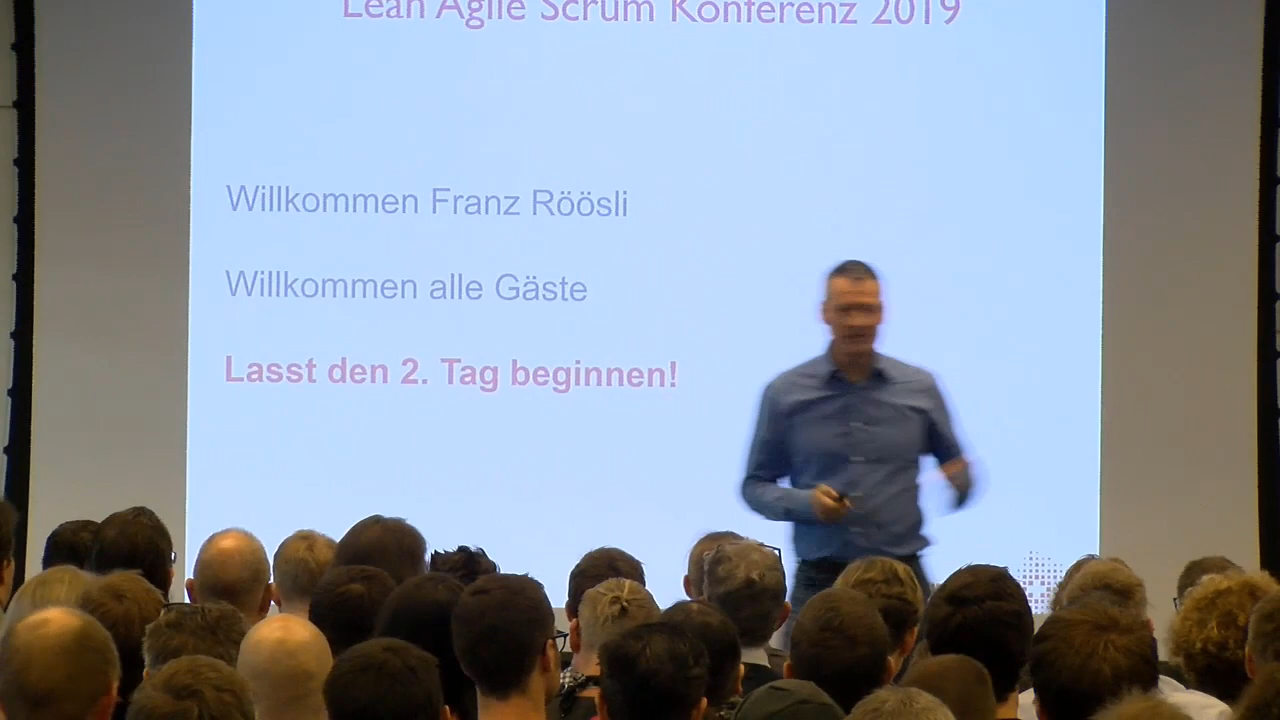 Lean Agile Scrum Konferenz 2019
Willkommen Franz Röösli
Willkommen alle Gäste
Lasst den 2. Tag beginnen!